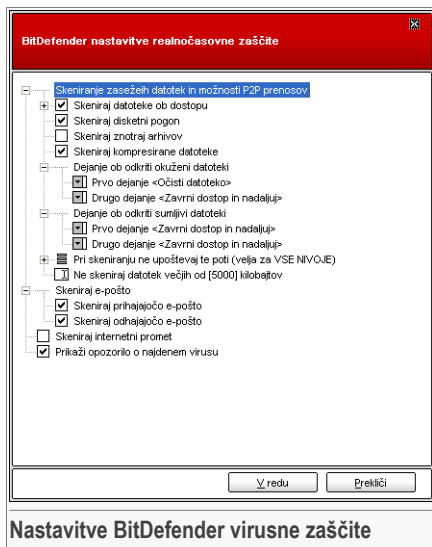 BitDefender nastavitve realnočasovne zaščite
Skeniranje zasežeih datotek in možnosti P2P prenosov
Skeniraj datoteke ob dostopu
Skeniraj disketni pogon
Skeniraj znotraj arhivov
Skeniraj kompresirane datoteke
Dejanje ob odkriti okuženi datoteki
Prvo dejanje <Očisti datoteko>
Drugo dejanje <Zavrni dostop in nadaljuj>
Dejanje ob odkriti sumljivi datoteki
Prvo dejanje <Zavrni dostop in nadaljuj>
Drugo dejanje <Zavrni dostop in nadaljuj>
Pri skeniranju ne upoštevaj te poti (velja za VSE NIVOJE)
Ne skeniraj datotek večjih od [5000] kilobajtov
Skeniraj e-pošto
Skeniraj prihajajočo e-pošto
Skeniraj odhajajočo e-pošto
Skeniraj internetni promet
Prikaži opozorilo o najdenem virusu
V redu Prekliči
Nastavitve BitDefender virusne zaščite